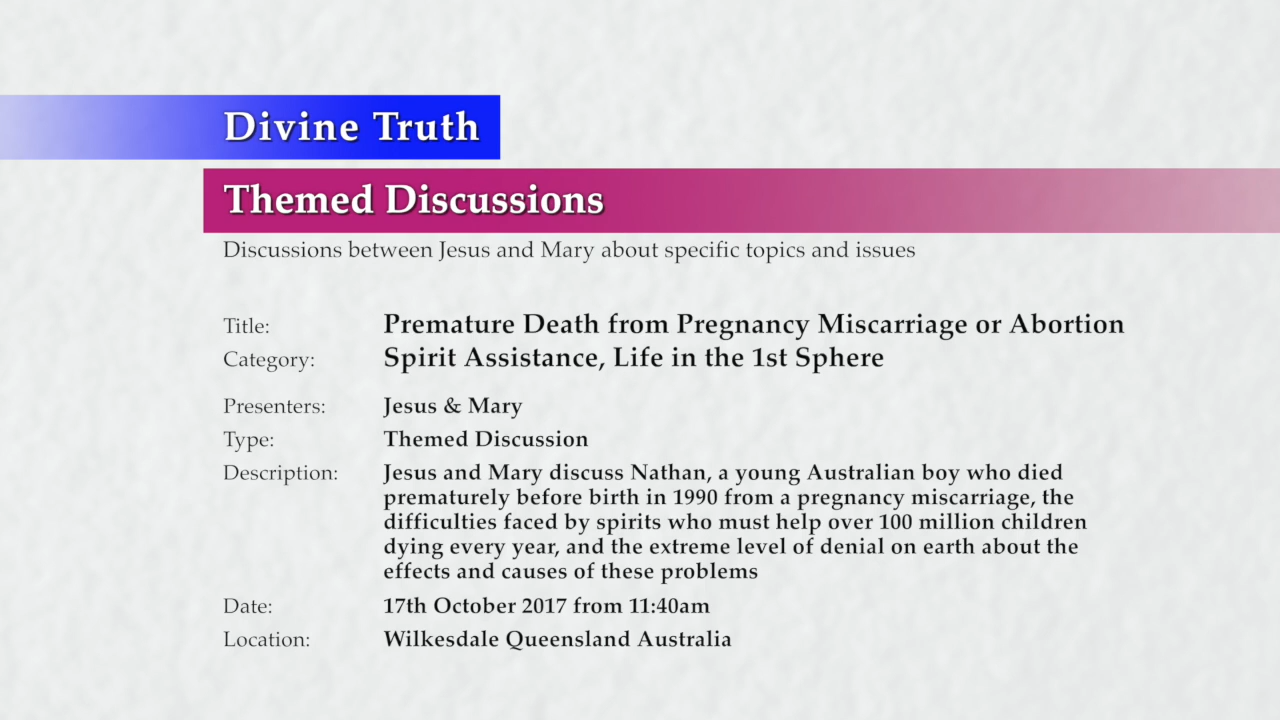 Divine Truth
Themed Discussions
Discussions between Jesus and Mary about specific topics and issues
Title: Premature Death from Pregnancy Miscarriage or Abortion
Category: Spirit Assistance, Life in the 1st Sphere
Presenters: Jesus & Mary
Type: Themed Discussion
Description: Jesus and Mary discuss Nathan, a young Australian boy who died
prematurely before birth in 1990 from a pregnancy miscarriage, the
difficulties faced by spirits who must help over 100 million children
dying every year, and the extreme level of denial on earth about the
effects and causes of these problems
Date: 17th October 2017 from 11:40am
Location: Wilkesdale Queensland Australia